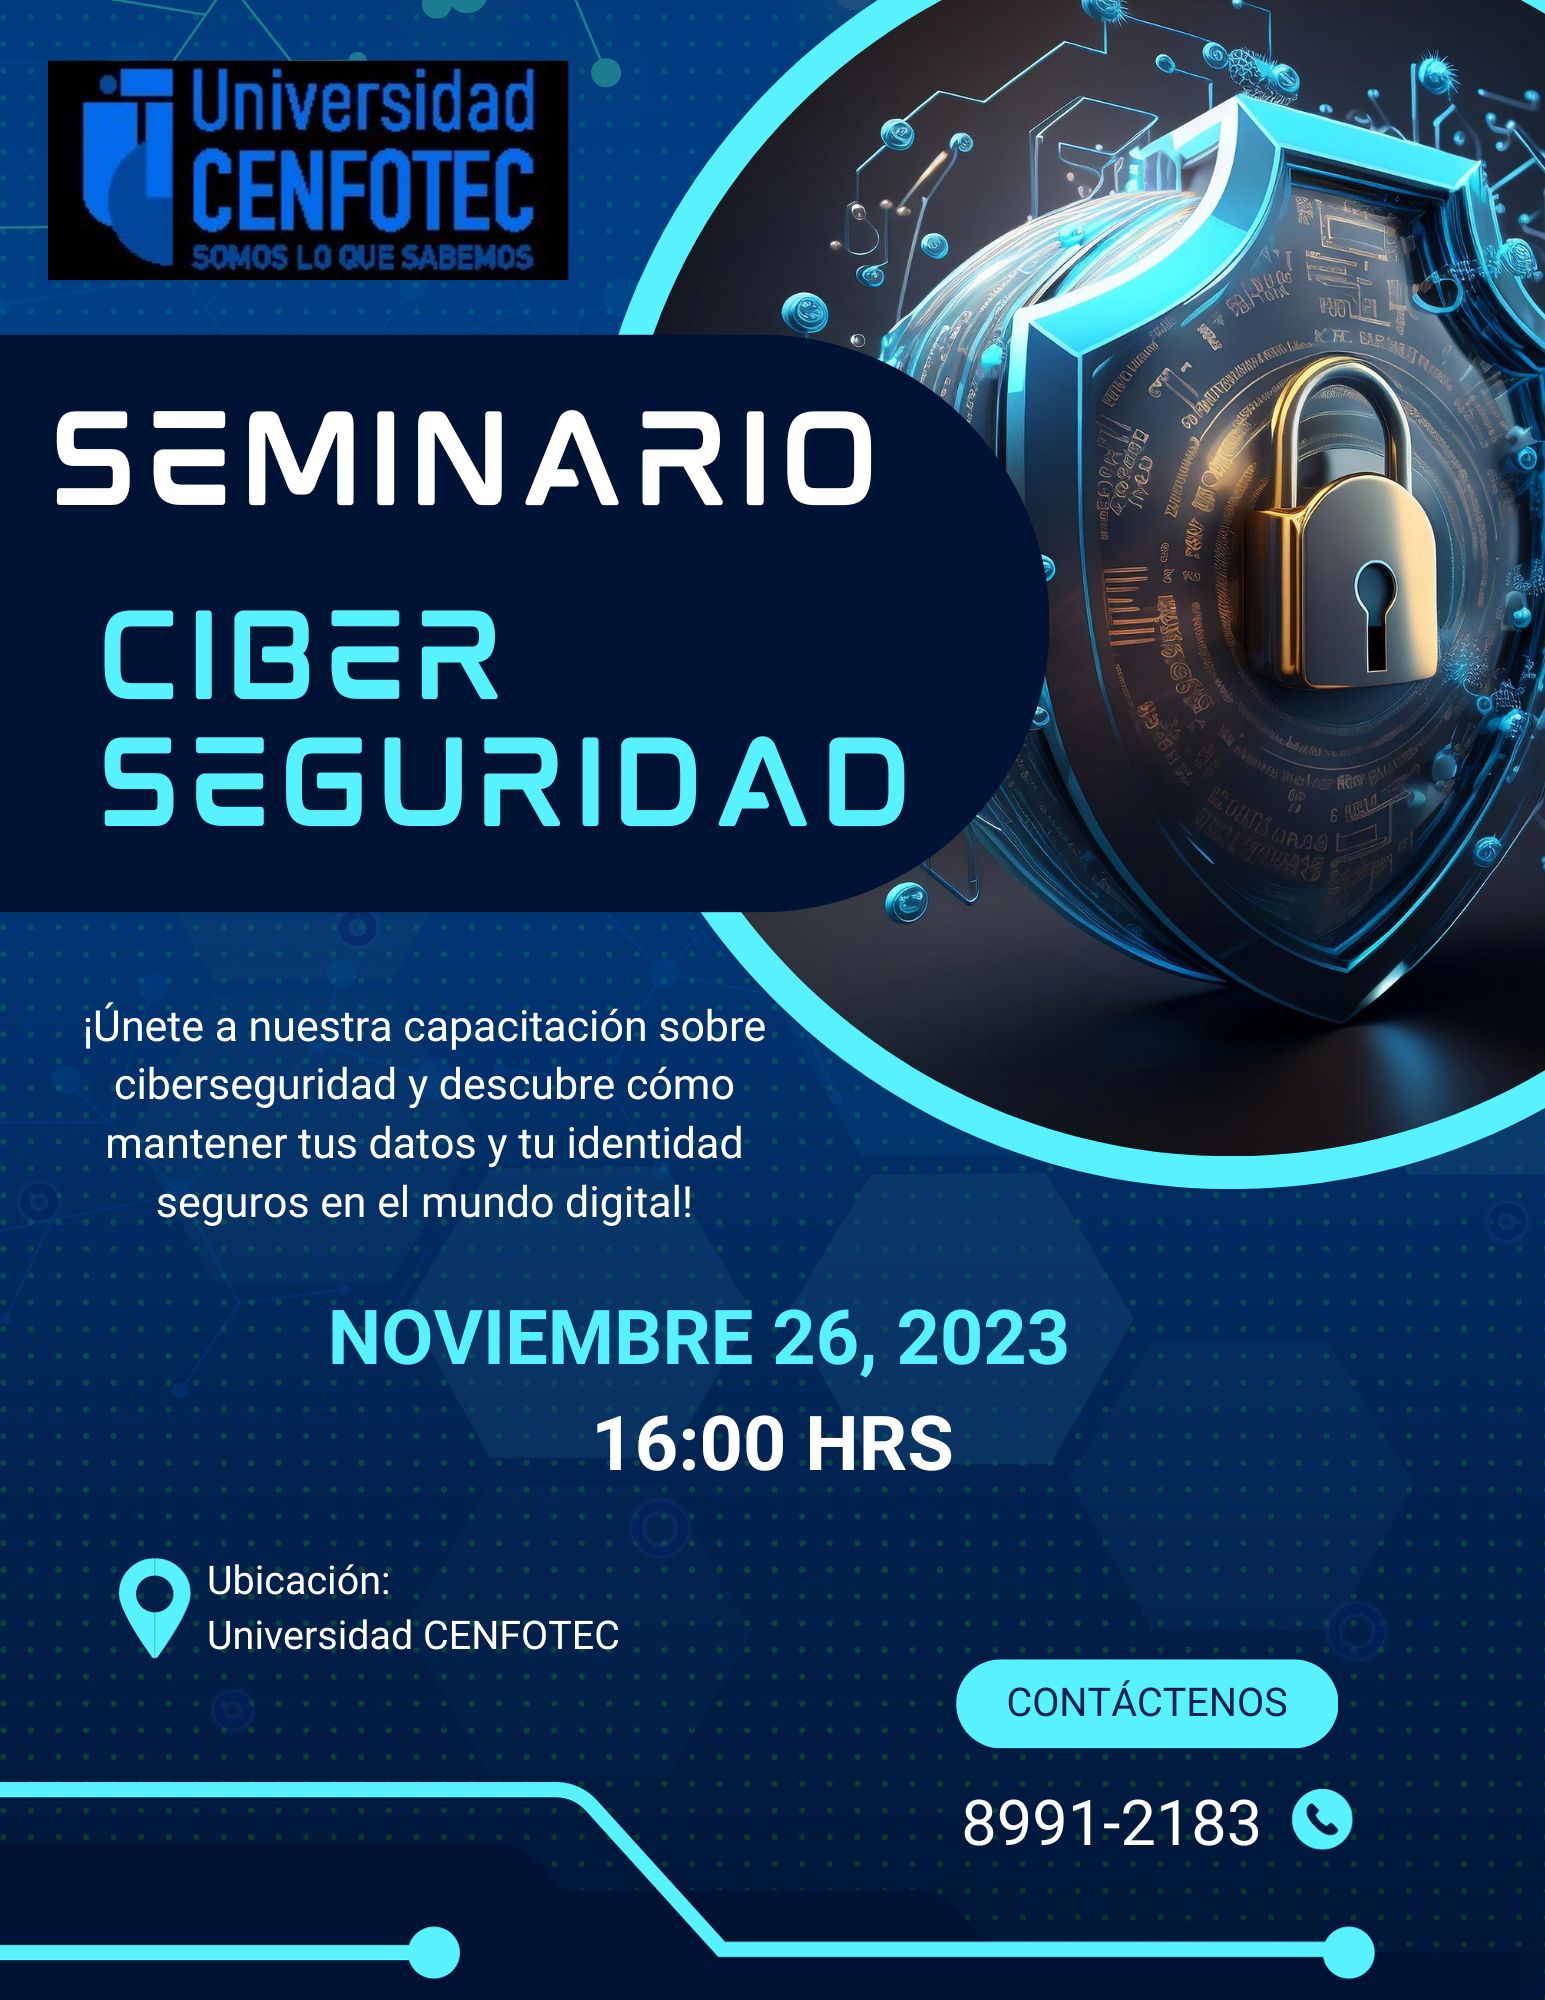 Universidad
CENFOTEC
SOMOS LO QUE SABEMOS
SEMINARIO
CIBER
SEGURIDAD
¡Únete a nuestra capacitación sobre
ciberseguridad y descubre cómo
mantener tus datos y tu identidad
seguros en el mundo digital!
NOVIEMBRE 26, 2023
16:00 HRS
Ubicación:
Universidad CENFOTEC
CONTÁCTENOS
8991-2183